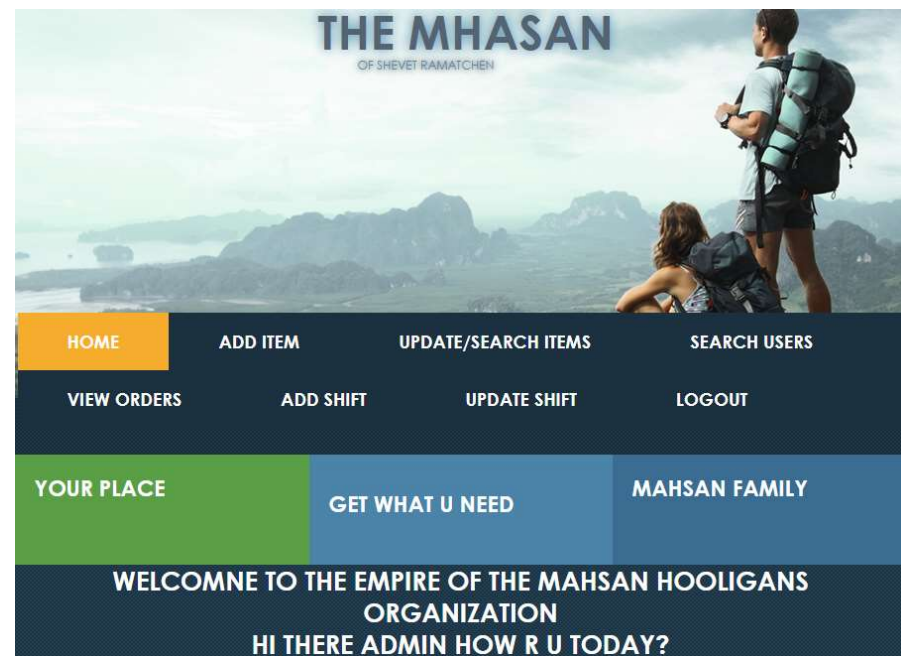 THE MHASAN
OF SHEVET RAMATCHEN
HOME ADD ITEM UPDATE/SEARCH ITEMS SEARCH USERS
VIEW ORDERS ADD SHIFT UPDATE SHIFT LOGOUT
YOUR PLACE
GET WHAT U NEED
MAHSAN FAMILY
WELCOMNE TO THE EMPIRE OF THE MAHSAN HOOLIGANS
ORGANIZATION
HI THERE ADMIN HOW R U TODAY?